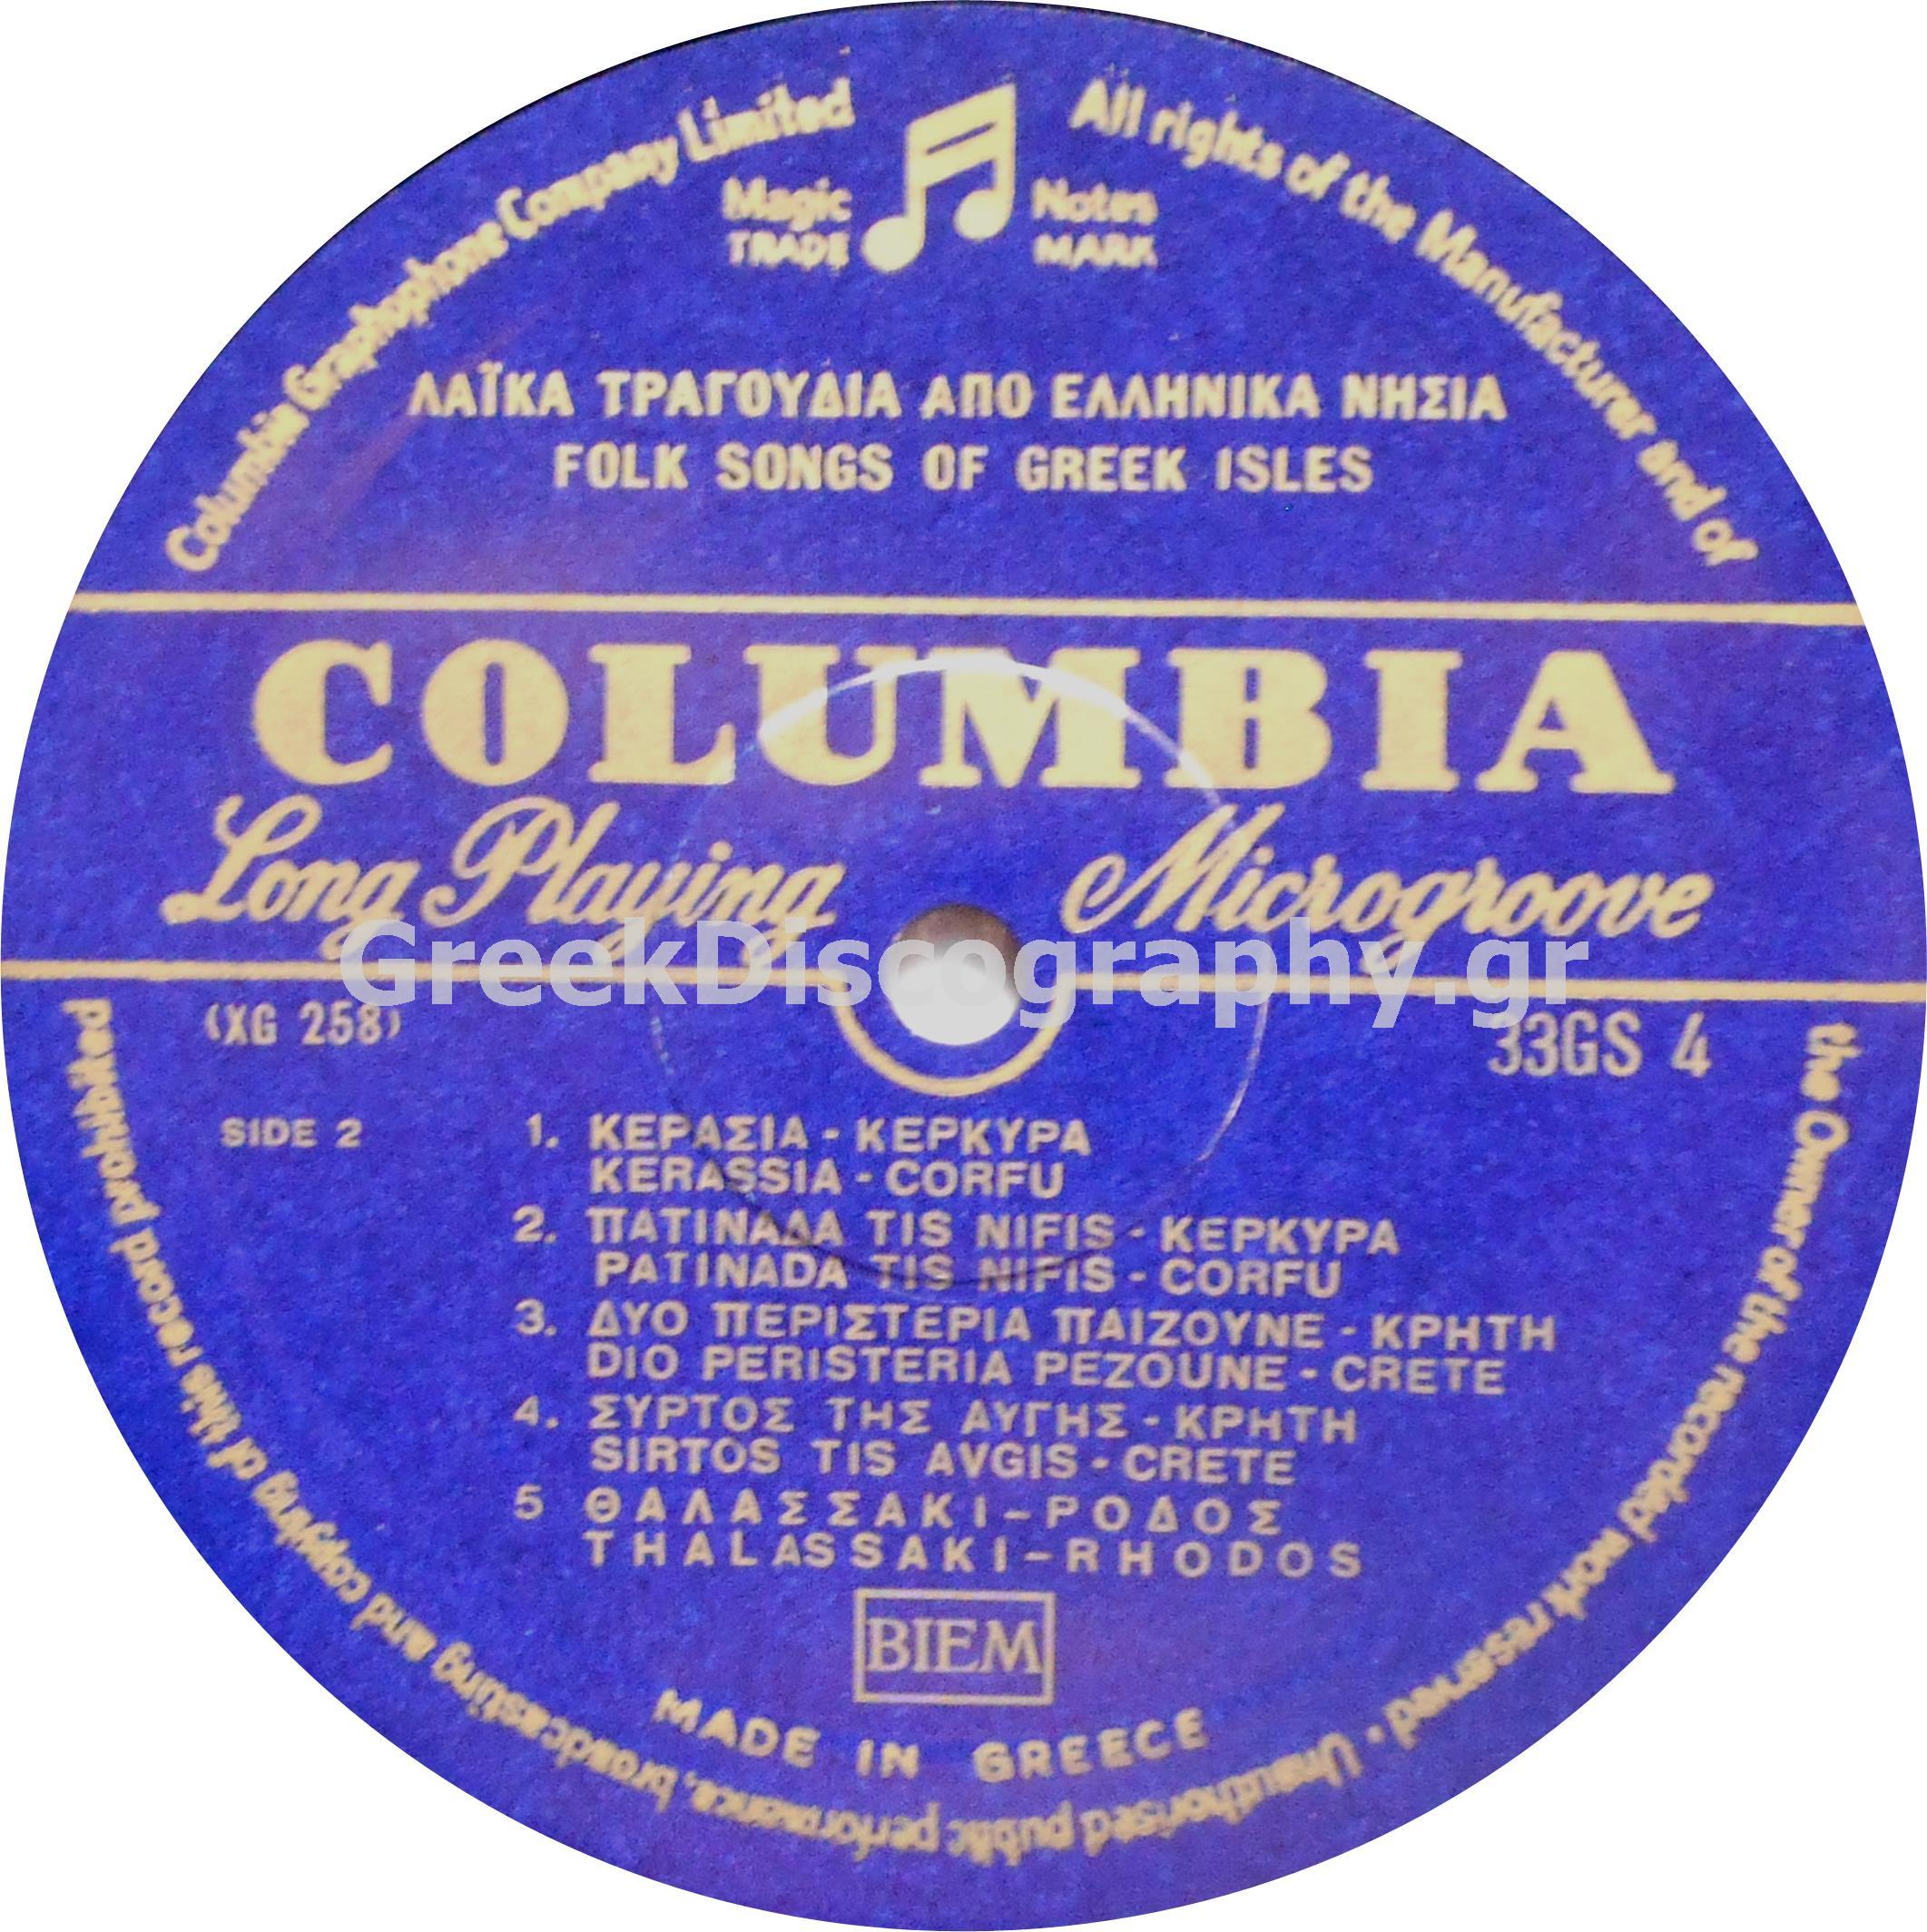 Columbia Graphophone Company Limited
All rights of the Manufacturer and of
the Owner of the recorded work reserved · Unauthorised public performance, broadcasting and copying of this record prohibited
Magic Notes
TRADE MARK
ΛΑΪΚΑ ΤΡΑΓΟΥΔΙΑ ΑΠΟ ΕΛΛΗΝΙΚΑ ΝΗΣΙΑ
FOLK SONGS OF GREEK ISLES
COLUMBIA
Long Playing Microgroove
GreekDiscography.gr
(XG 258)
33GS 4
SIDE 2
1. ΚΕΡΑΣΙΑ - ΚΕΡΚΥΡΑ
KERASSIA - CORFU
2. ΠΑΤΙΝΑΔΑ TIS NIFIS - ΚΕΡΚΥΡΑ
PATINADA TIS NIFIS - CORFU
3. ΔΥΟ ΠΕΡΙΣΤΕΡΙΑ ΠΑΙΖΟΥΝΕ - ΚΡΗΤΗ
DIO PERISTERIA PEZOUNE - CRETE
4. ΣΥΡΤΟΣ ΤΗΣ ΑΥΓΗΣ - ΚΡΗΤΗ
SIRTOS TIS AVGIS - CRETE
5 ΘΑΛΑΣΣΑΚΙ - ΡΟΔΟΣ
THALASSAKI - RHODOS
BIEM
MADE IN GREECE